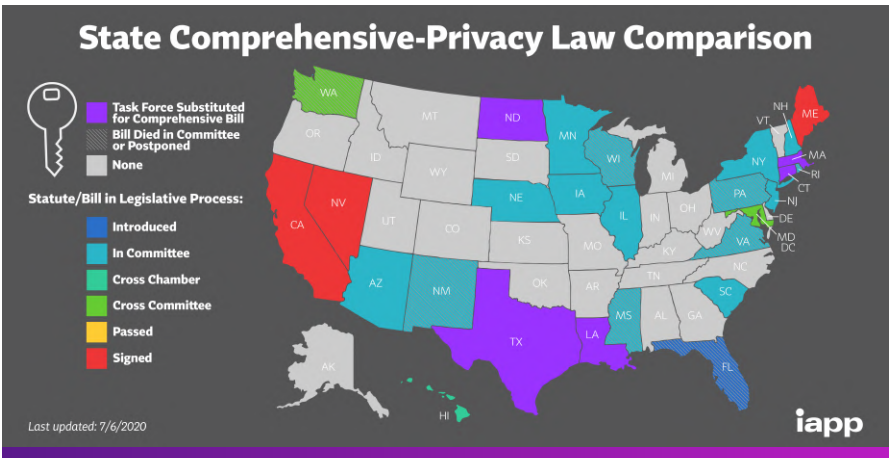 State Comprehensive-Privacy Law Comparison
Task Force Substituted
for Comprehensive Bill
Bill Died in Committee
or Postponed
None
Statute/Bill in Legislative Process:
Introduced
In Committee
Cross Chamber
Cross Committee
Passed
Signed
WA
OR
CA
NV
ID
MT
WY
UT
CO
AZ
NM
ND
SD
NE
KS
OK
TX
MN
IA
MO
AR
LA
WI
IL
MS
MI
IN
OH
KY
TN
AL
GA
FL
SC
NC
VA
WV
PA
NY
VT
NH
ME
MA
RI
CT
NJ
DE
MD
DC
AK
HI
Last updated: 7/6/2020
iapp